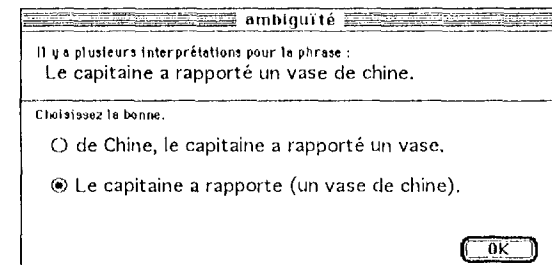 ambiguïté
Il y a plusieurs interprétations pour la phrase :
Le capitaine a rapporté un vase de chine.
Choisissez la bonne.
de Chine, le capitaine a rapporté un vase.
Le capitaine a rapporte (un vase de chine).
OK